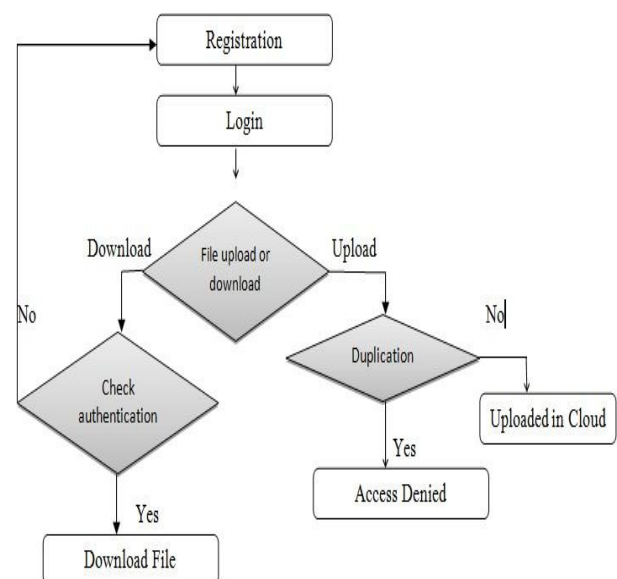 Registration
Login
File upload or
download
Download
Upload
No
No
Duplication
Check
authentication
Uploaded in Cloud
Yes
Access Denied
Yes
Download File